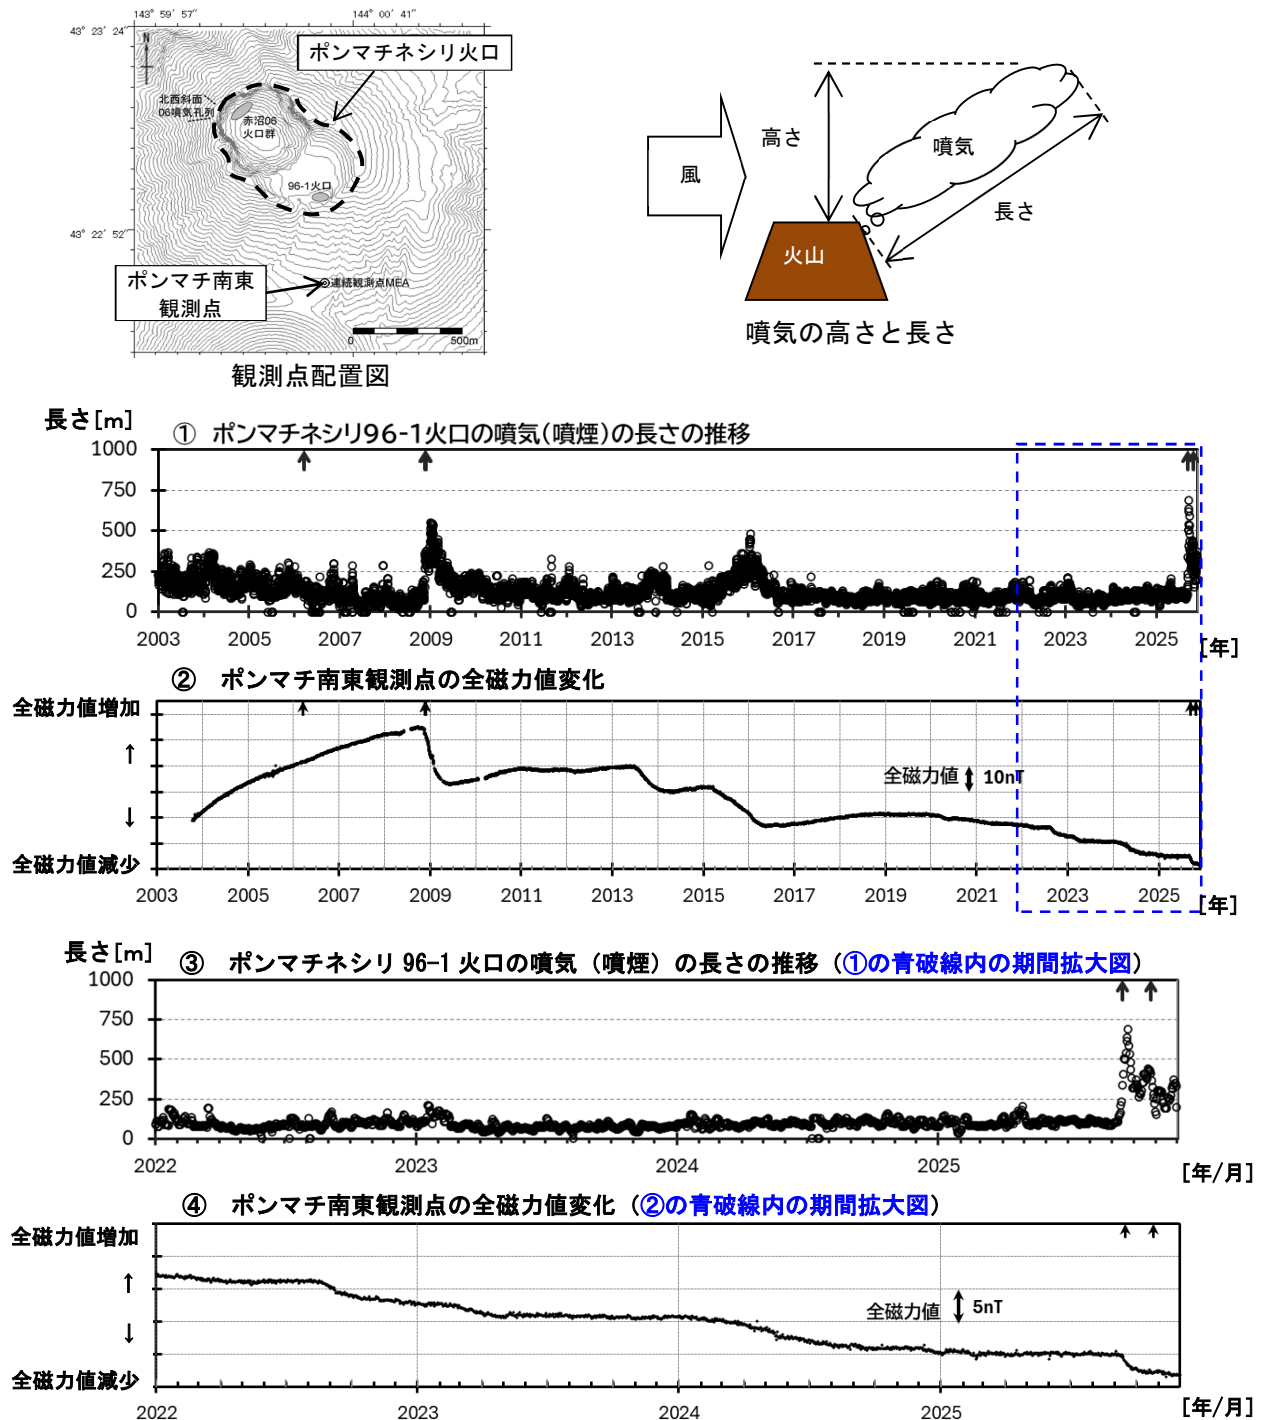 143° 59′ 57″
144° 00′ 41″
43° 23′ 24″
N
ポンマチネシリ火口
北西斜面
06噴気孔列
赤沼06
火口群
96-1火口
43° 22′ 52″
ポンマチ南東
観測点
連続観測点MEA
0
500m
観測点配置図
高さ
噴気
風
長さ
火山
噴気の高さと長さ
長さ[m]
① ポンマチネシリ96-1火口の噴気(噴煙)の長さの推移
1000
750
500
250
0
2003 2005 2007 2009 2011 2013 2015 2017 2019 2021 2023 2025
[年]
② ポンマチ南東観測点の全磁力値変化
全磁力値増加
↑
↓
全磁力値減少
全磁力値 10nT
2003 2005 2007 2009 2011 2013 2015 2017 2019 2021 2023 2025
[年]
長さ[m]
③ ポンマチネシリ 96−1 火口の噴気（噴煙）の長さの推移（①の青破線内の期間拡大図）
1000
750
500
250
0
2022 2023 2024 2025
[年/月]
④ ポンマチ南東観測点の全磁力値変化（②の青破線内の期間拡大図）
全磁力値増加
↑
↓
全磁力値減少
全磁力値 5nT
2022 2023 2024 2025
[年/月]